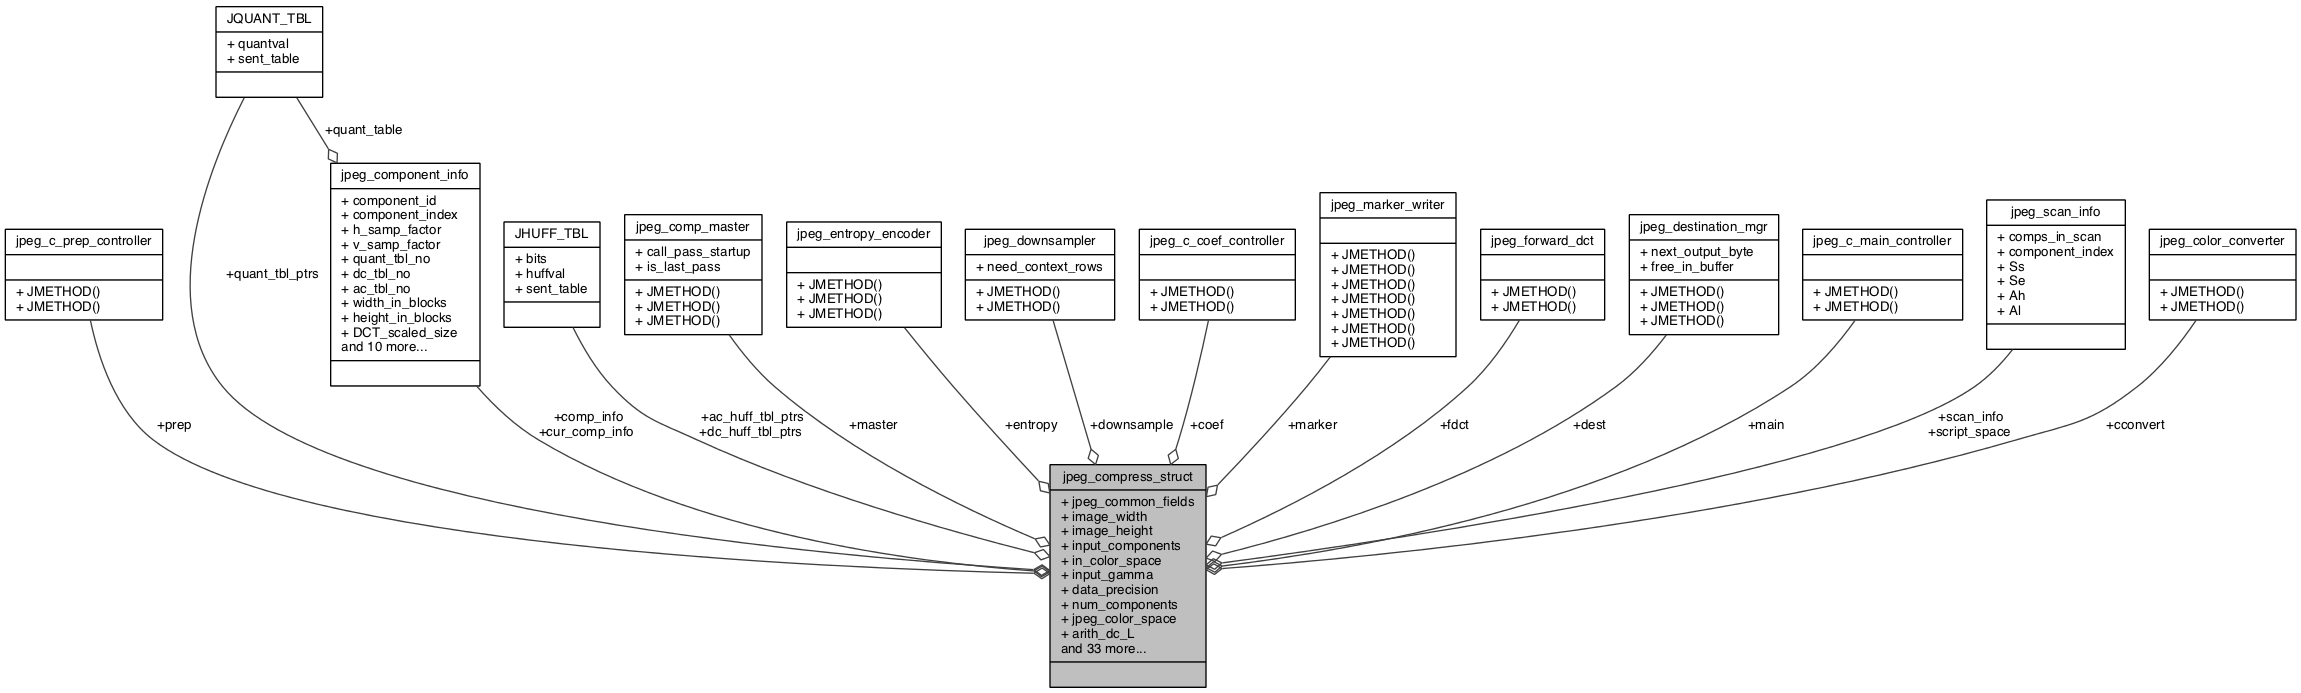 JQUANT_TBL
+ quantval
+ sent_table
+quant_table
jpeg_component_info
+ component_id
+ component_index
+ h_samp_factor
+ v_samp_factor
+ quant_tbl_no
+ dc_tbl_no
+ ac_tbl_no
+ width_in_blocks
+ height_in_blocks
+ DCT_scaled_size
and 10 more...
jpeg_c_prep_controller
+ JMETHOD()
+ JMETHOD()
+quant_tbl_ptrs
JHUFF_TBL
+ bits
+ huffval
+ sent_table
jpeg_comp_master
+ call_pass_startup
+ is_last_pass
+ JMETHOD()
+ JMETHOD()
+ JMETHOD()
jpeg_entropy_encoder
+ JMETHOD()
+ JMETHOD()
+ JMETHOD()
jpeg_downsampler
+ need_context_rows
+ JMETHOD()
+ JMETHOD()
jpeg_c_coef_controller
+ JMETHOD()
+ JMETHOD()
jpeg_marker_writer
+ JMETHOD()
+ JMETHOD()
+ JMETHOD()
+ JMETHOD()
+ JMETHOD()
+ JMETHOD()
+ JMETHOD()
jpeg_forward_dct
+ JMETHOD()
+ JMETHOD()
jpeg_destination_mgr
+ next_output_byte
+ free_in_buffer
+ JMETHOD()
+ JMETHOD()
+ JMETHOD()
jpeg_c_main_controller
+ JMETHOD()
+ JMETHOD()
jpeg_scan_info
+ comps_in_scan
+ component_index
+ Ss
+ Se
+ Ah
+ Al
jpeg_color_converter
+ JMETHOD()
+ JMETHOD()
+prep
+comp_info
+cur_comp_info
+ac_huff_tbl_ptrs
+dc_huff_tbl_ptrs
+master
+entropy
+downsample
+coef
+marker
+fdct
+dest
+main
+scan_info
+script_space
+cconvert
jpeg_compress_struct
+ jpeg_common_fields
+ image_width
+ image_height
+ input_components
+ in_color_space
+ input_gamma
+ data_precision
+ num_components
+ jpeg_color_space
+ arith_dc_L
and 33 more...